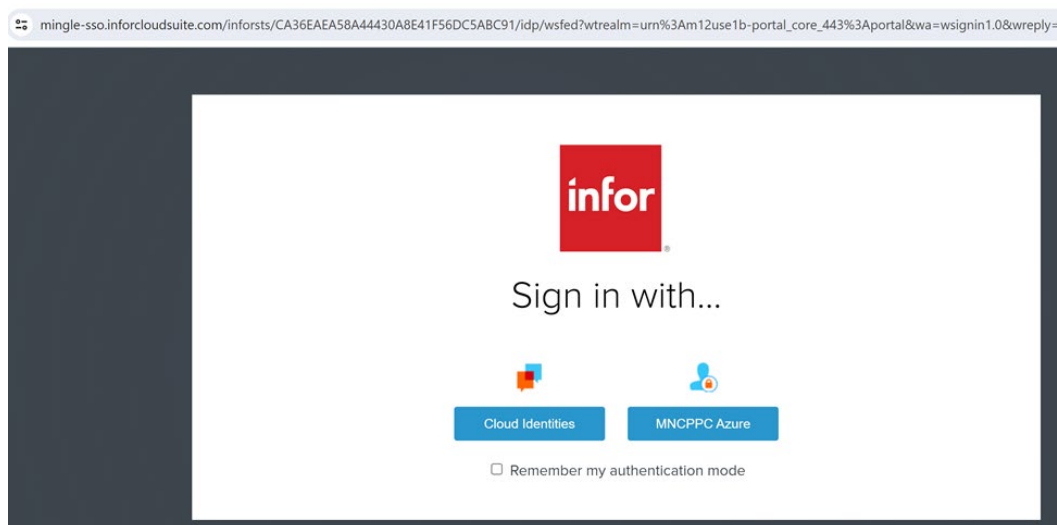 mingle-sso.inforcloudsuite.com/inforsts/CA36EAEA58A44430A8E41F56DC5ABC91/idp/wsfed?wtrealm=urn%3Am12use1b-portal_core_443%3Aportal&wa=wsignin1.0&wreply=
infor
®
Sign in with...
Cloud Identities MNCPPC Azure
Remember my authentication mode